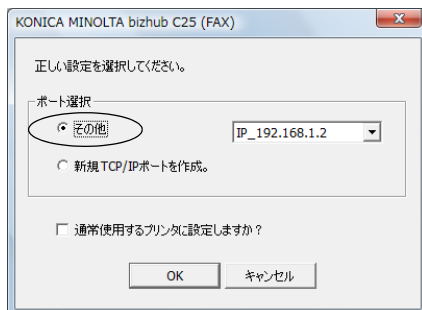 KONICA MINOLTA bizhub C25 (FAX)
正しい設定を選択してください。
ポート選択
その他
IP_192.168.1.2
新規TCP/IPポートを作成。
通常使用するプリンタに設定しますか？
OK
キャンセル